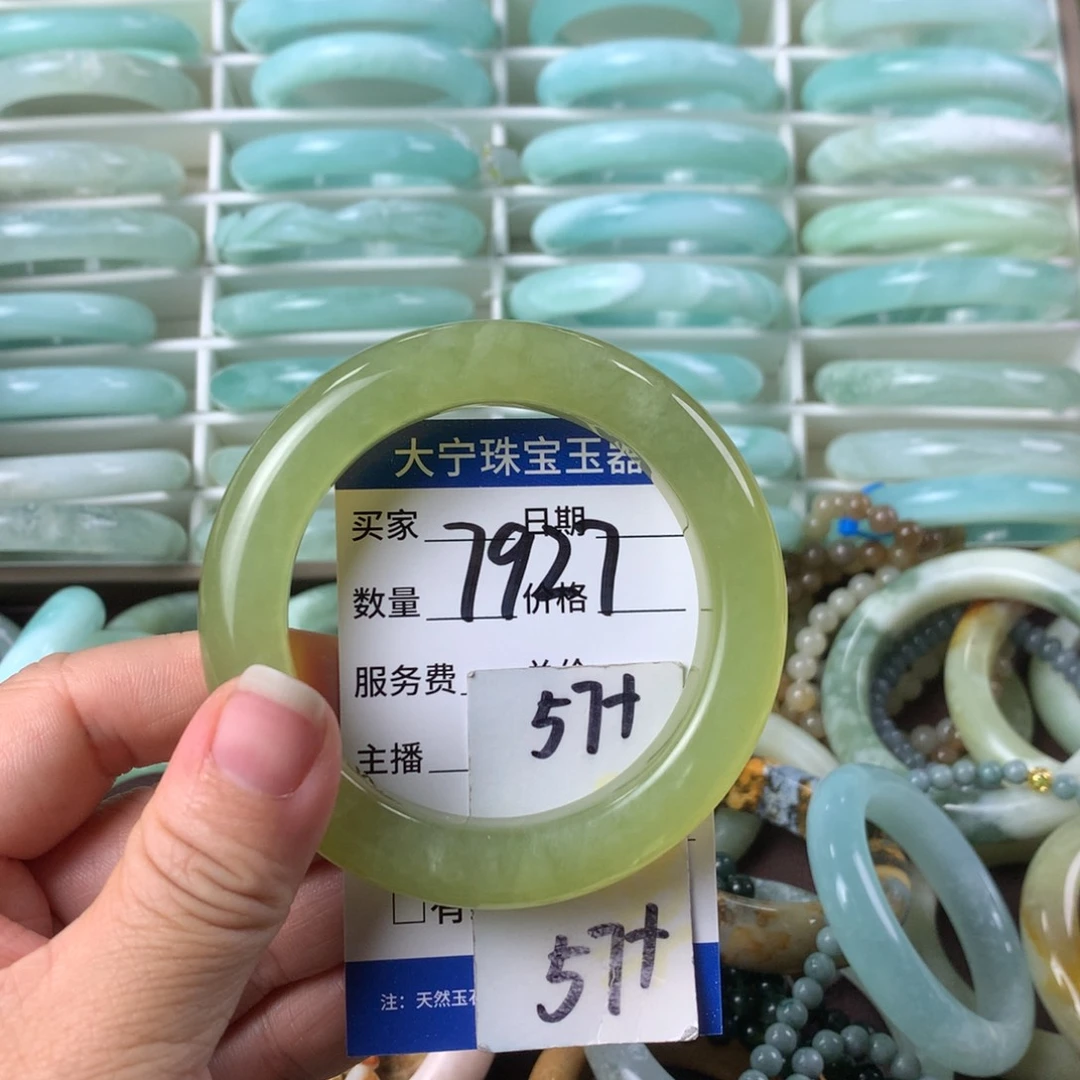 大宁珠宝玉器
买家 日期
7927
数量 价格
服务费
57+
主播
有
57+
注：天然玉石